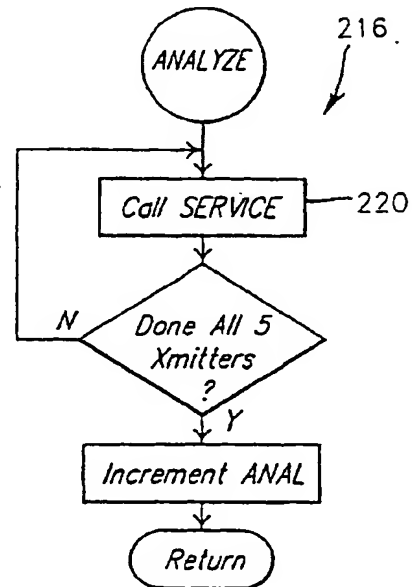 216
ANALYZE
Call SERVICE
220
N
Done All 5
Xmitters
?
Y
Increment ANAL
Return